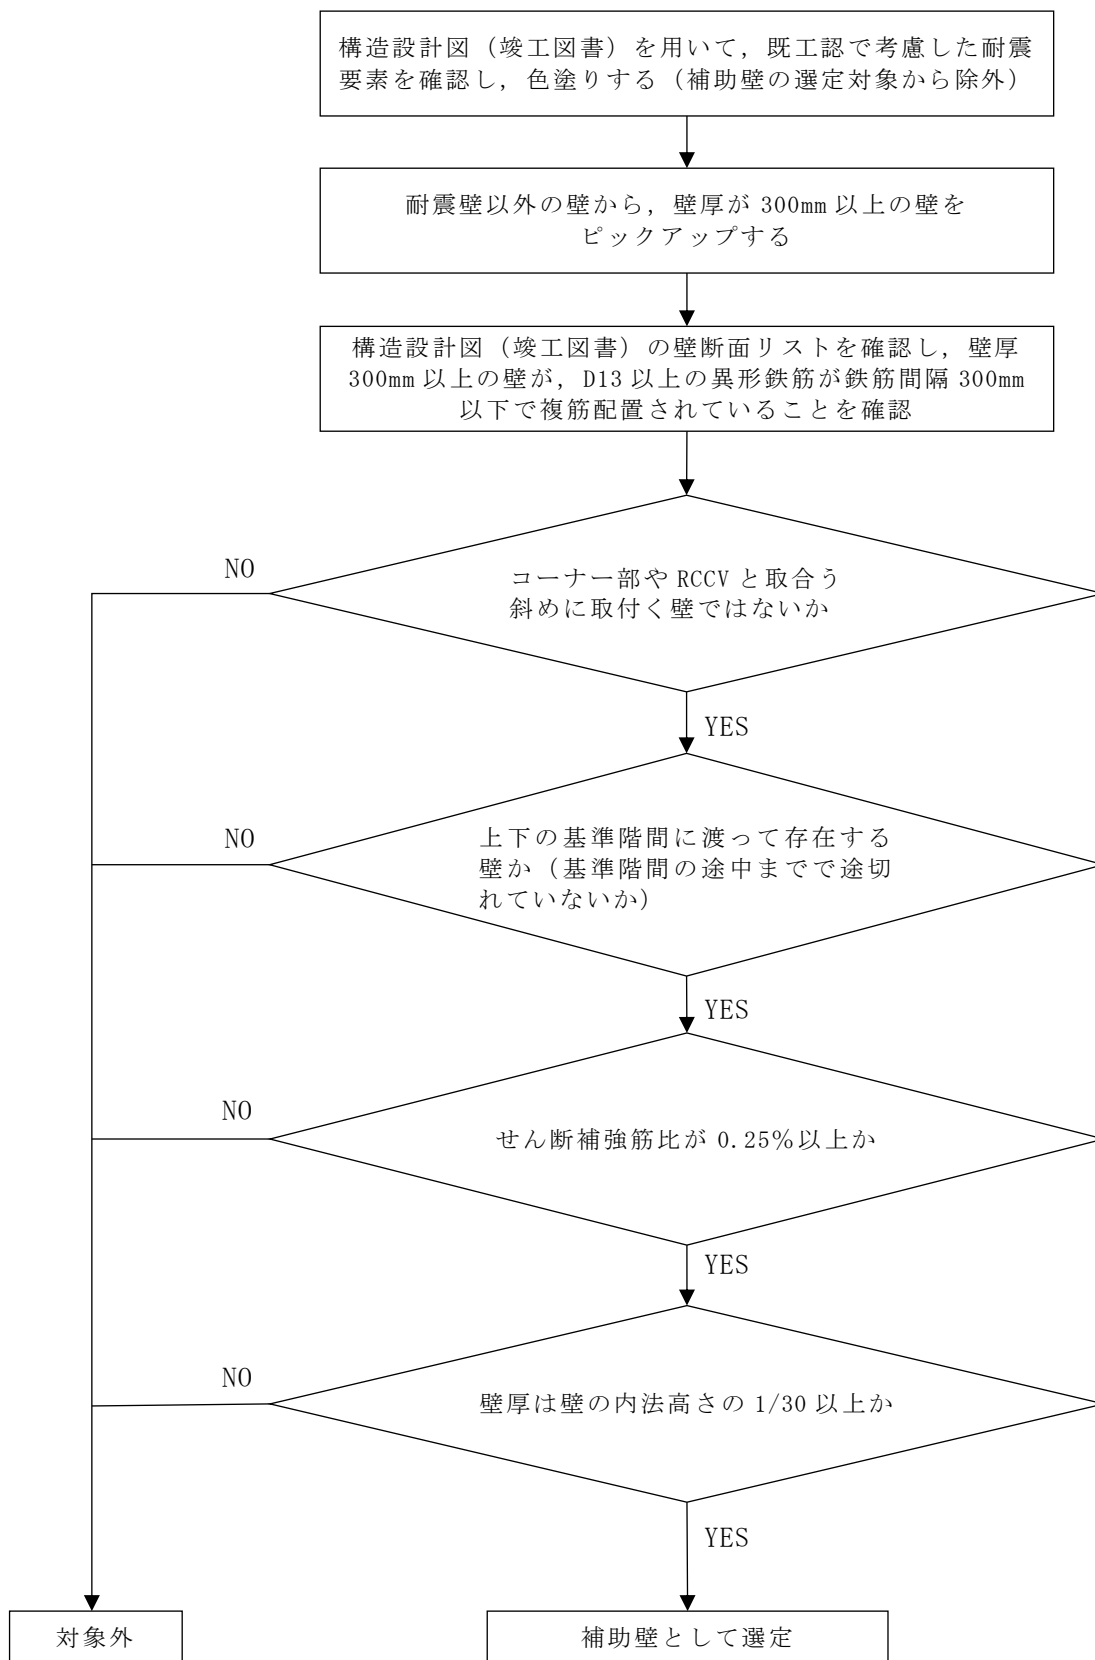 構造設計図（竣工図書）を用いて，既工認で考慮した耐震
要素を確認し，色塗りする（補助壁の選定対象から除外）
耐震壁以外の壁から，壁厚が 300mm 以上の壁を
ピックアップする
構造設計図（竣工図書）の壁断面リストを確認し，壁厚
300mm 以上の壁が，D13 以上の異形鉄筋が鉄筋間隔 300mm
以下で複筋配置されていることを確認
NO
コーナー部や RCCV と取合う
斜めに取付く壁ではないか
YES
NO
上下の基準階間に渡って存在する
壁か（基準階間の途中までで途切
れていないか）
YES
NO
せん断補強筋比が 0.25％以上か
YES
NO
壁厚は壁の内法高さの 1/30 以上か
YES
対象外
補助壁として選定